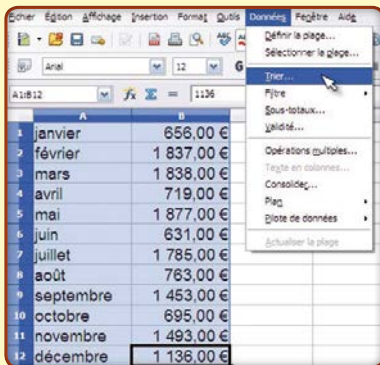 Fichier Édition Affichage Insertion Format Outils Données Fenêtre Aide
Arial 12 G
A1:B12 = 1136
A B
1 janvier 656,00 €
2 février 1 837,00 €
3 mars 1 838,00 €
4 avril 719,00 €
5 mai 1 877,00 €
6 juin 631,00 €
7 juillet 1 785,00 €
8 août 763,00 €
9 septembre 1 453,00 €
10 octobre 695,00 €
11 novembre 1 493,00 €
12 décembre 1 136,00 €
Définir la plage...
Sélectionner la plage...
Trier...
Filtre
Sous-totaux...
Validité...
Opérations multiples...
Texte en colonnes...
Consolider...
Plan
Pilote de données
Actualiser la plage